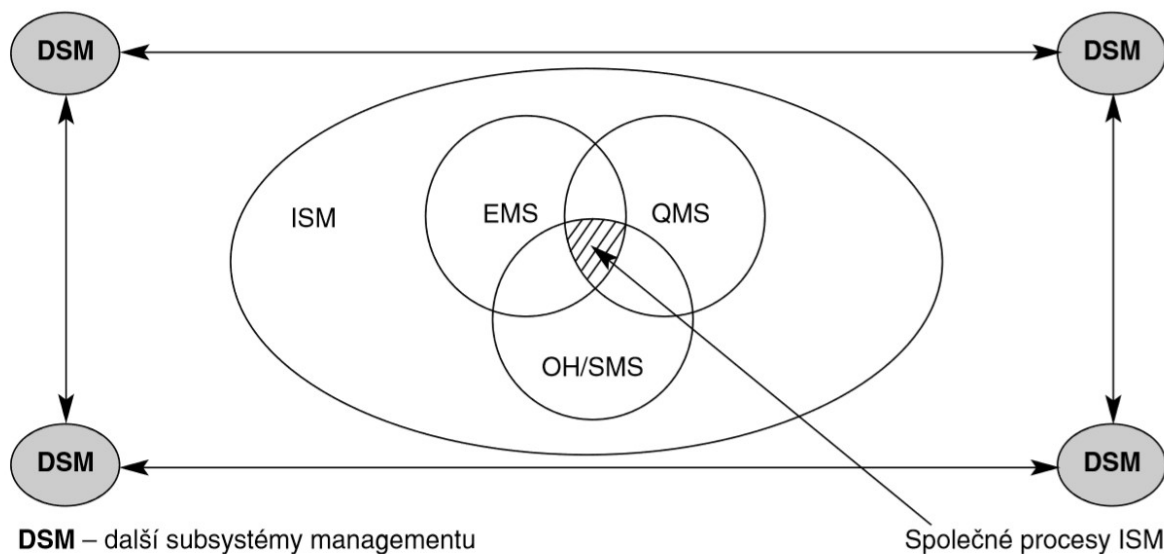 DSM
DSM
ISM
EMS
QMS
OH/SMS
DSM
DSM
DSM – další subsystémy managementu
Společné procesy ISM